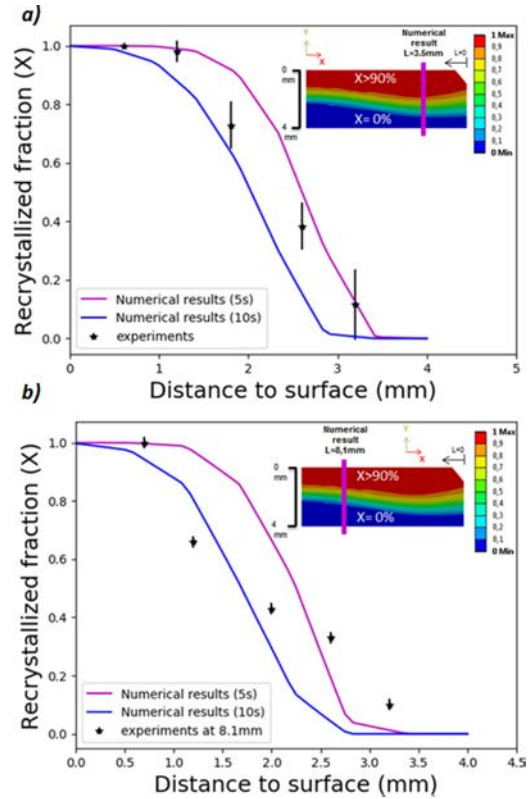 a)
Recrystallized fraction (X)
1.0
0.8
0.6
0.4
0.2
0.0
0
1
2
3
4
5
Distance to surface (mm)
Numerical results (5s)
Numerical results (10s)
experiments
Numerical
result
L=3.5mm
Y
X
L=0
0
mm
4
mm
X>90%
X= 0%
1 Max
0,9
0,8
0,7
0,6
0,5
0,4
0,3
0,2
0,1
0 Min
b)
Recrystallized fraction (X)
1.0
0.8
0.6
0.4
0.2
0.0
0.0
0.5
1.0
1.5
2.0
2.5
3.0
3.5
4.0
4.5
Distance to surface (mm)
Numerical results (5s)
Numerical results (10s)
experiments at 8.1mm
Numerical
result
L=8,1mm
Y
X
L=0
0
mm
4
mm
X>90%
X= 0%
1 Max
0,9
0,8
0,7
0,6
0,5
0,4
0,3
0,2
0,1
0 Min